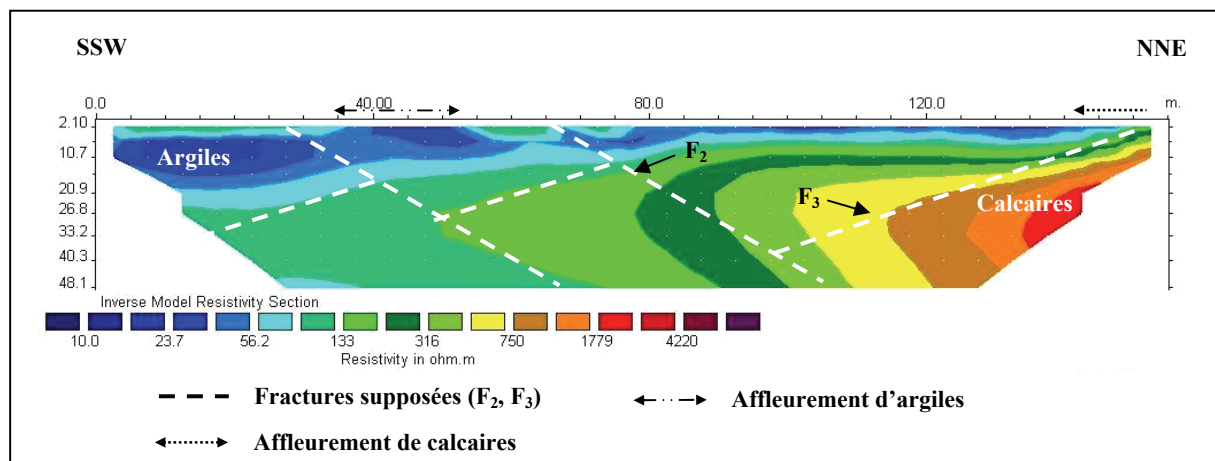 SSW NNE
0.0 40.00 80.0 120.0 m.
2.10
10.7
20.9
26.8
33.2
40.3
48.1
Argiles
F₂
F₃
Calcaires
Inverse Model Resistivity Section
10.0 23.7 56.2 133 316 750 1779 4220
Resistivity in ohm.m
Fractures supposées (F₂, F₃) Affleurement d’argiles
Affleurement de calcaires